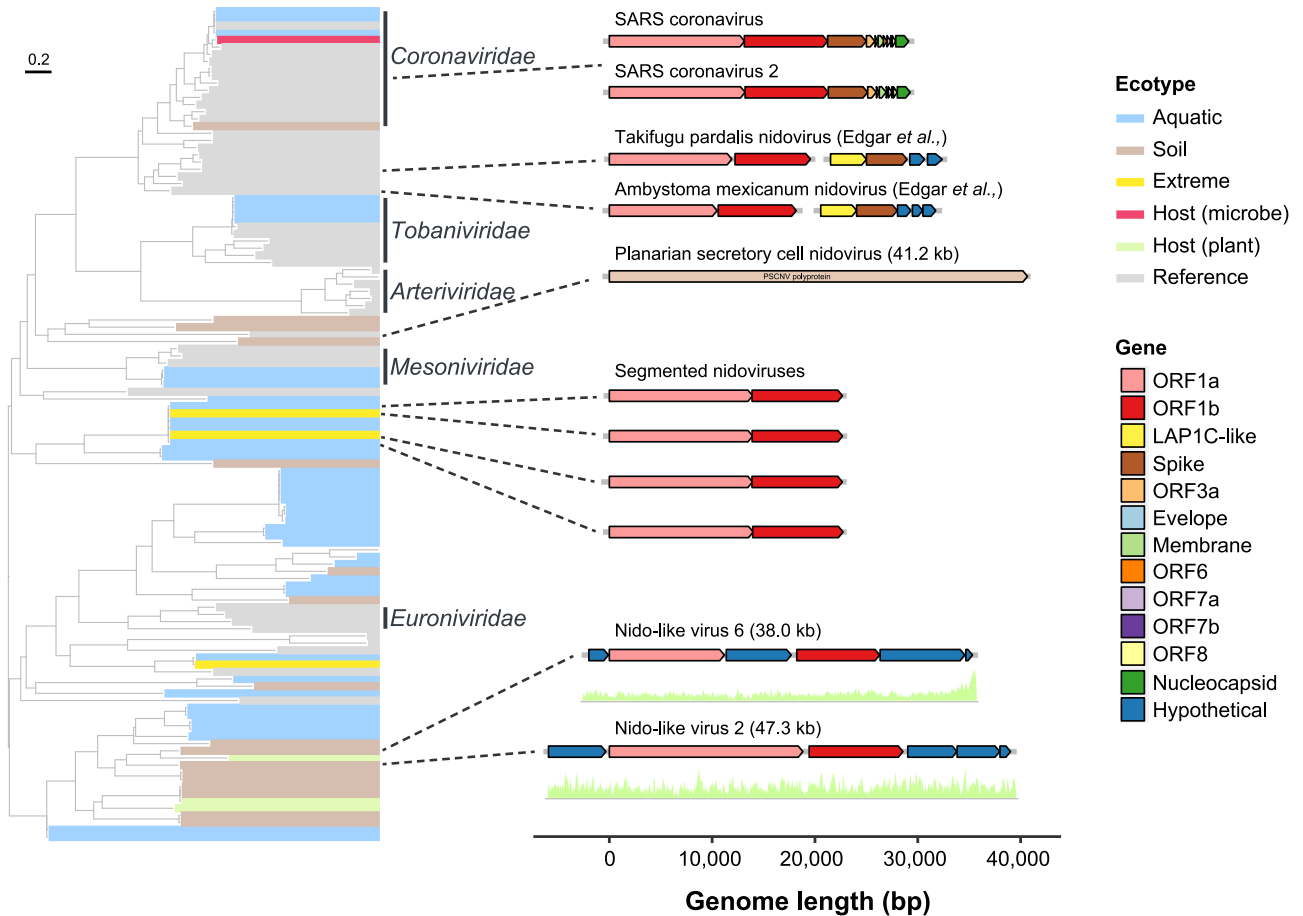 0.2
Coronaviridae
Tobaniviridae
Arteriviridae
Mesoniviridae
Euroniviridae
SARS coronavirus
SARS coronavirus 2
Takifugu pardalis nidovirus (Edgar et al.,)
Ambystoma mexicanum nidovirus (Edgar et al.,)
Planarian secretory cell nidovirus (41.2 kb)
PSCNV polyprotein
Segmented nidoviruses
Nido-like virus 6 (38.0 kb)
Nido-like virus 2 (47.3 kb)
0 10,000 20,000 30,000 40,000
Genome length (bp)
Ecotype
Aquatic
Soil
Extreme
Host (microbe)
Host (plant)
Reference
Gene
ORF1a
ORF1b
LAP1C-like
Spike
ORF3a
Evelope
Membrane
ORF6
ORF7a
ORF7b
ORF8
Nucleocapsid
Hypothetical